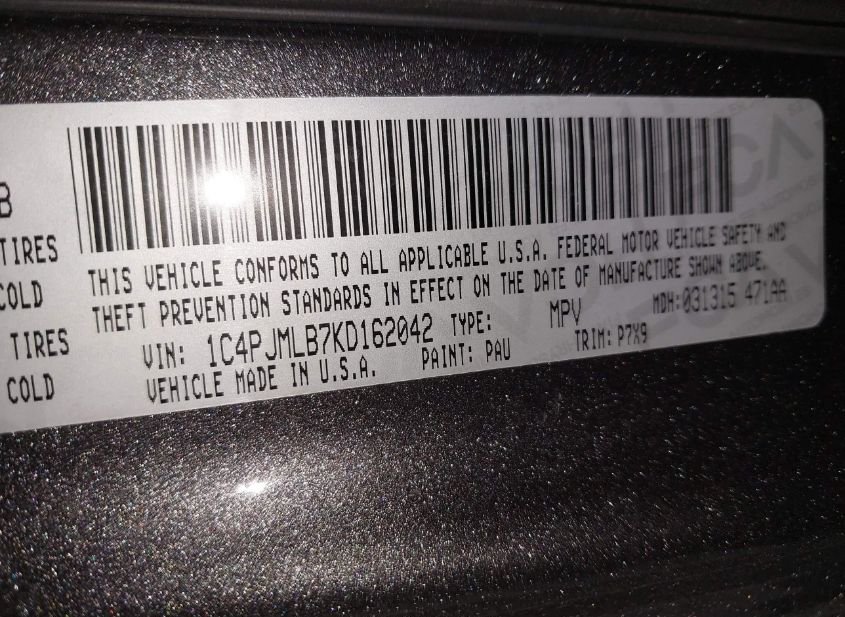 B
TIRES
COLD
TIRES
COLD
THIS VEHICLE CONFORMS TO ALL APPLICABLE U.S.A. FEDERAL MOTOR VEHICLE SAFETY AND
THEFT PREVENTION STANDARDS IN EFFECT ON THE DATE OF MANUFACTURE SHOWN ABOVE.
VIN: 1C4PJMLB7KD162042 TYPE: MPV MDH:031315 471AA
VEHICLE MADE IN U.S.A. PAINT: PAU TRIM: P7X9